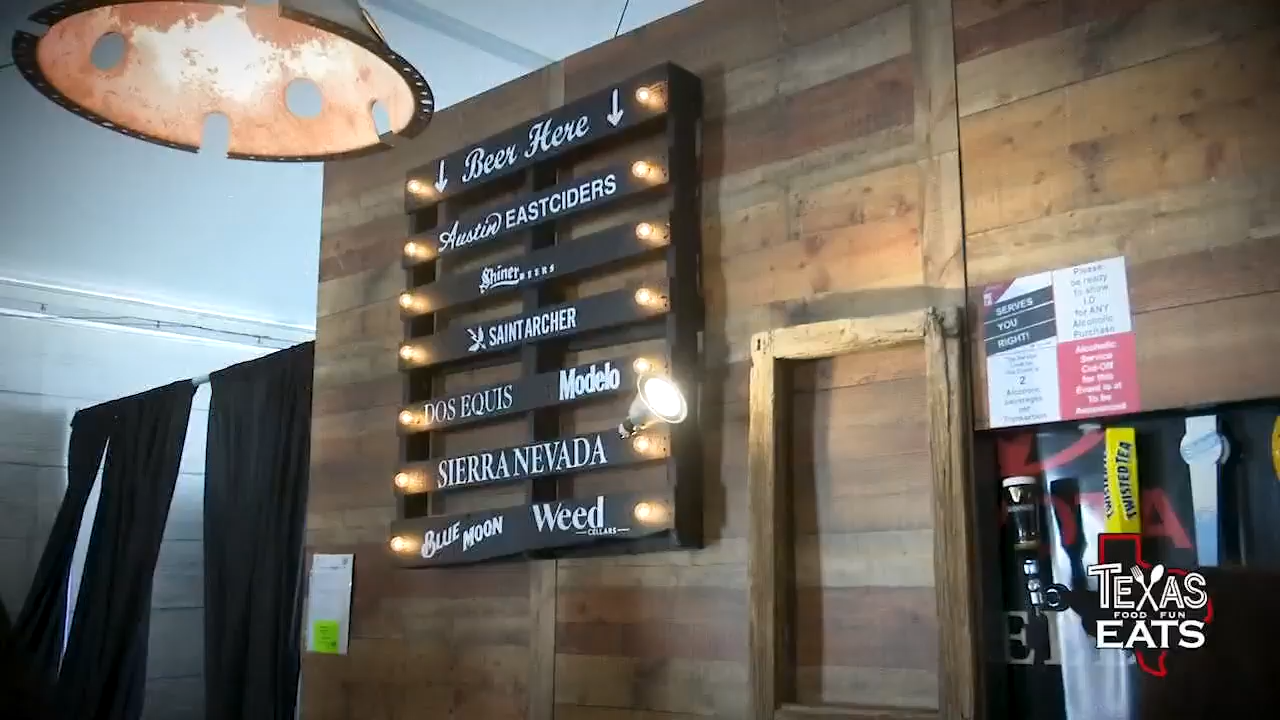 Beer Here
Austin EASTCIDERS
Shiner BEERS
SAINT ARCHER
DOS EQUIS Modelo
SIERRA NEVADA
BLUE MOON Weed
CELLARS
SERVES
YOU
RIGHT!
2
Please
be ready
to show
I.D
for ANY
Alcoholic
Purchase
Alcoholic
Service
Cut-Off
for this
Event is at
To be
Announced
TWISTED TEA
TEXAS
FOOD FUN
EATS